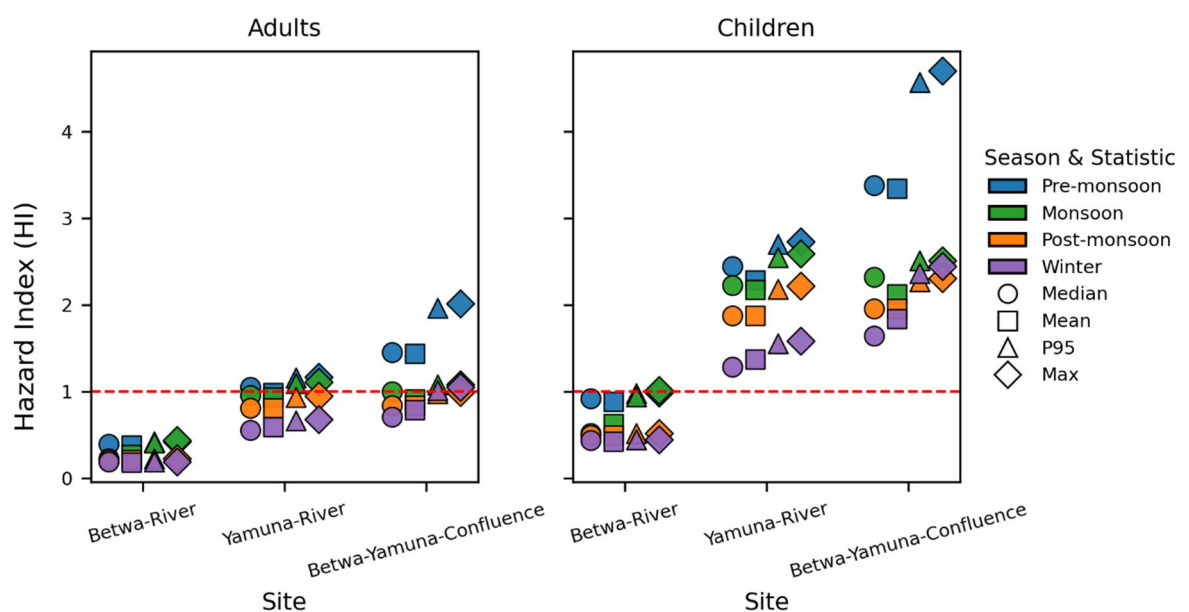 Adults
Children
Hazard Index (HI)
4
3
2
1
0
Betwa-River
Yamuna-River
Betwa-Yamuna-Confluence
Betwa-River
Yamuna-River
Betwa-Yamuna-Confluence
Site
Site
Season & Statistic
Pre-monsoon
Monsoon
Post-monsoon
Winter
Median
Mean
P95
Max